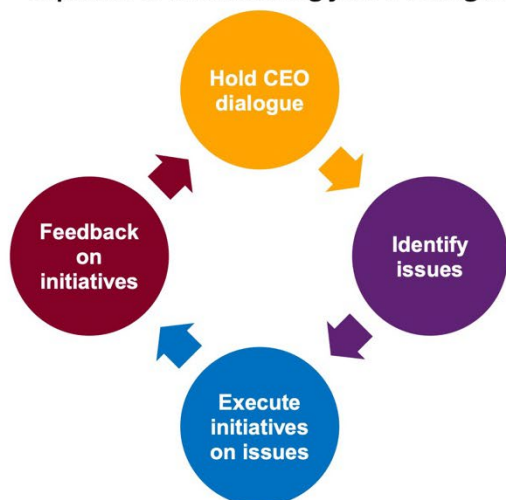 Hold CEO
dialogue
Identify
issues
Execute
initiatives
on issues
Feedback
on
initiatives